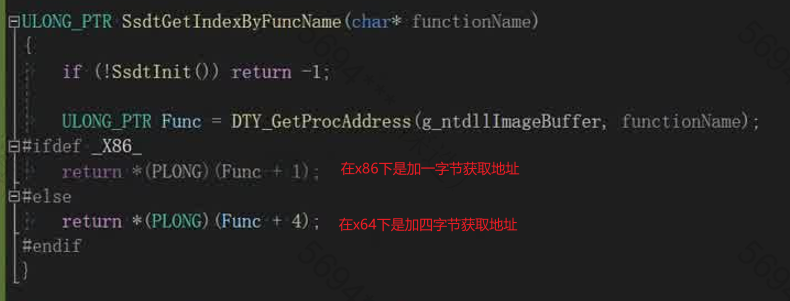 ULONG_PTR SsdtGetIndexByFuncName(char* functionName)
{
if (!SsdtInit()) return -1;
ULONG_PTR Func = DTY_GetProcAddress(g_ntdllImageBuffer, functionName);
#ifdef _X86_
return *(PLONG)(Func + 1); 在x86下是加一字节获取地址
#else
return *(PLONG)(Func + 4); 在x64下是加四字节获取地址
#endif
}